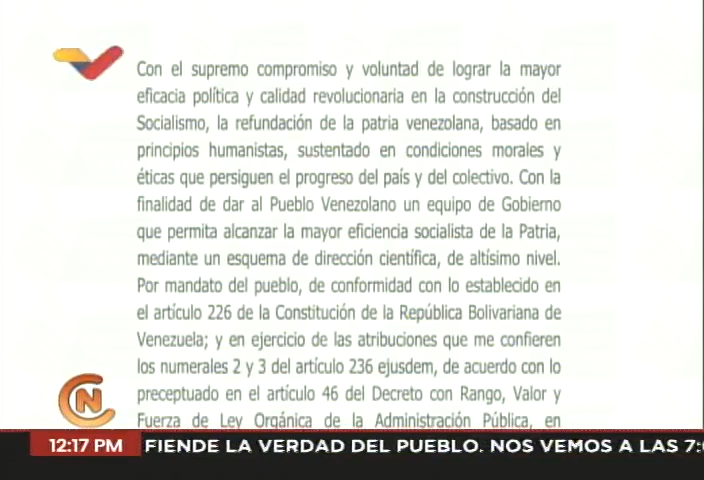 Con el supremo compromiso y voluntad de lograr la mayor
eficacia política y calidad revolucionaria en la construcción del
Socialismo, la refundación de la patria venezolana, basado en
principios humanistas, sustentado en condiciones morales y
éticas que persiguen el progreso del país y del colectivo. Con la
finalidad de dar al Pueblo Venezolano un equipo de Gobierno
que permita alcanzar la mayor eficiencia socialista de la Patria,
mediante un esquema de dirección científica, de altísimo nivel.
Por mandato del pueblo, de conformidad con lo establecido en
el artículo 226 de la Constitución de la República Bolivariana de
Venezuela; y en ejercicio de las atribuciones que me confieren
los numerales 2 y 3 del artículo 236 ejusdem, de acuerdo con lo
preceptuado en el artículo 46 del Decreto con Rango, Valor y
Fuerza de Ley Orgánica de la Administración Pública, en
CN
12:17 PM FIENDE LA VERDAD DEL PUEBLO. NOS VEMOS A LAS 7: